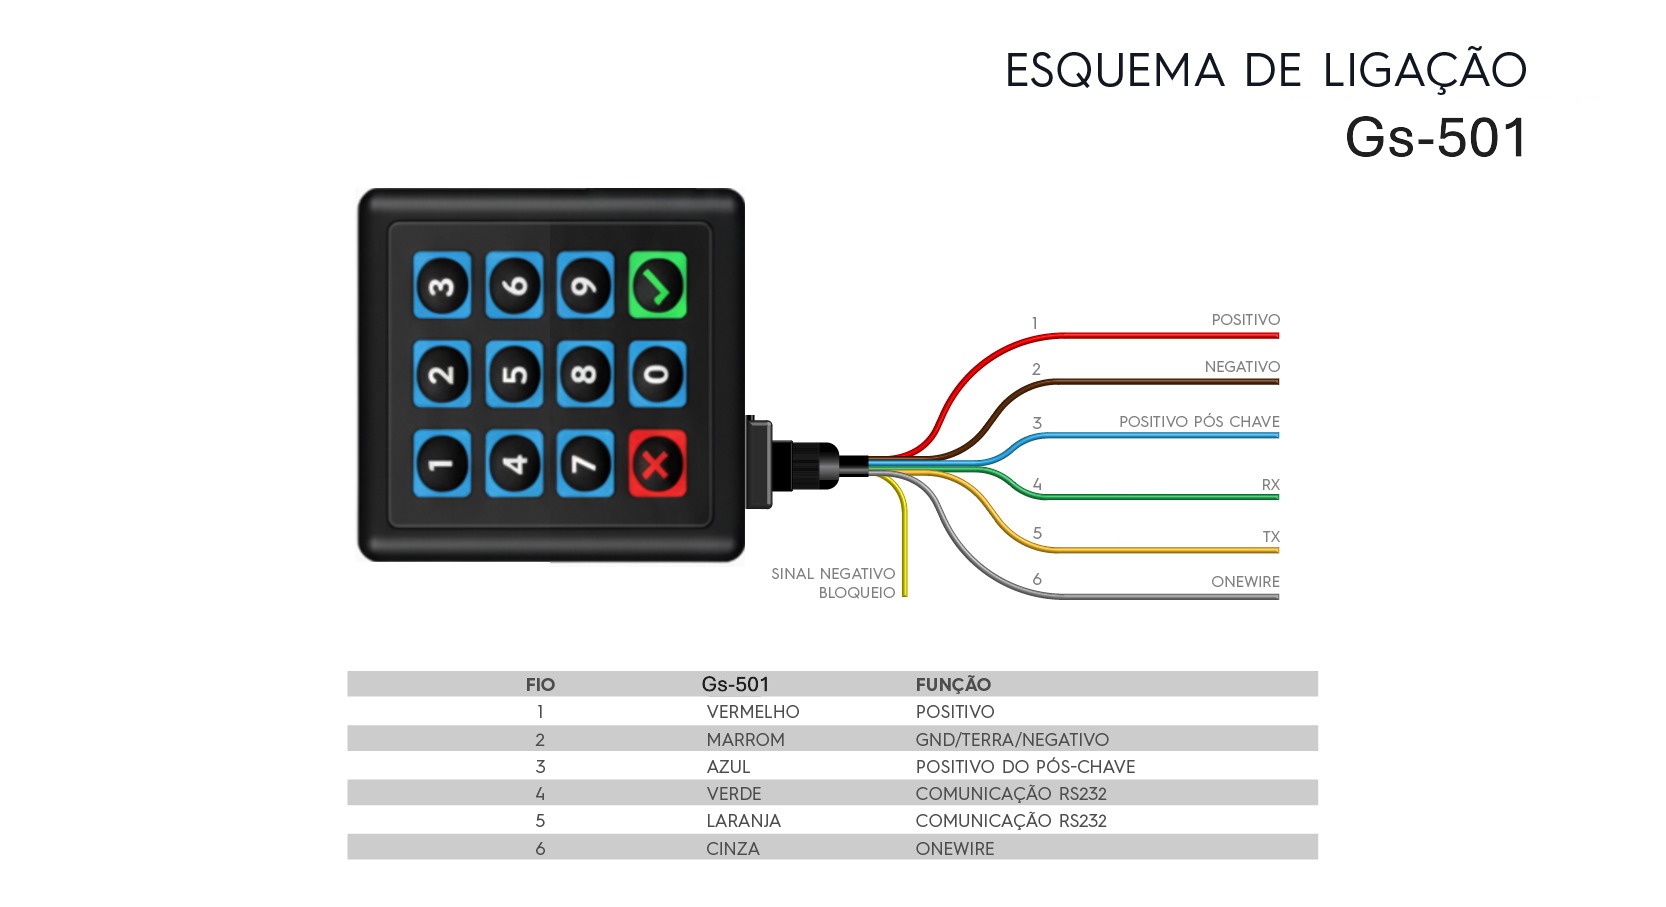 ESQUEMA DE LIGAÇÃO
Gs-501
3 6 9
2 5 8 0
1 4 7
1 POSITIVO
2 NEGATIVO
3 POSITIVO PÓS CHAVE
4 RX
5 TX
6 ONEWIRE
SINAL NEGATIVO
BLOQUEIO
FIO Gs-501 FUNÇÃO
1 VERMELHO POSITIVO
2 MARROM GND/TERRA/NEGATIVO
3 AZUL POSITIVO DO PÓS-CHAVE
4 VERDE COMUNICAÇÃO RS232
5 LARANJA COMUNICAÇÃO RS232
6 CINZA ONEWIRE